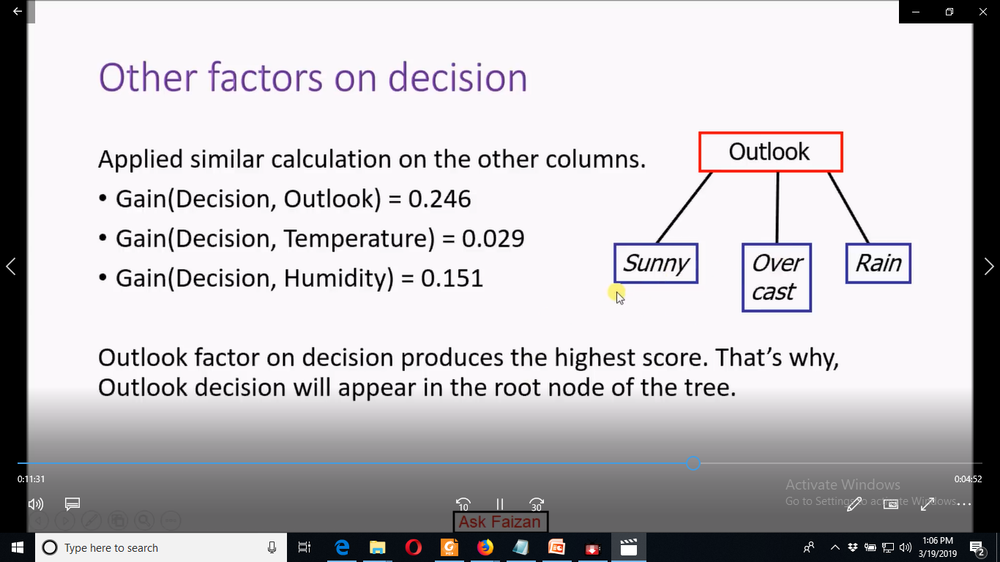 Other factors on decision
Applied similar calculation on the other columns.
• Gain(Decision, Outlook) = 0.246
• Gain(Decision, Temperature) = 0.029
• Gain(Decision, Humidity) = 0.151
Outlook
Sunny
Over
cast
Rain
Outlook factor on decision produces the highest score. That’s why,
Outlook decision will appear in the root node of the tree.
0:11:31
0:04:52
Activate Windows
Go to Settings to activate Windows.
10
30
Ask Faizan
Type here to search
1:06 PM
3/19/2019
2